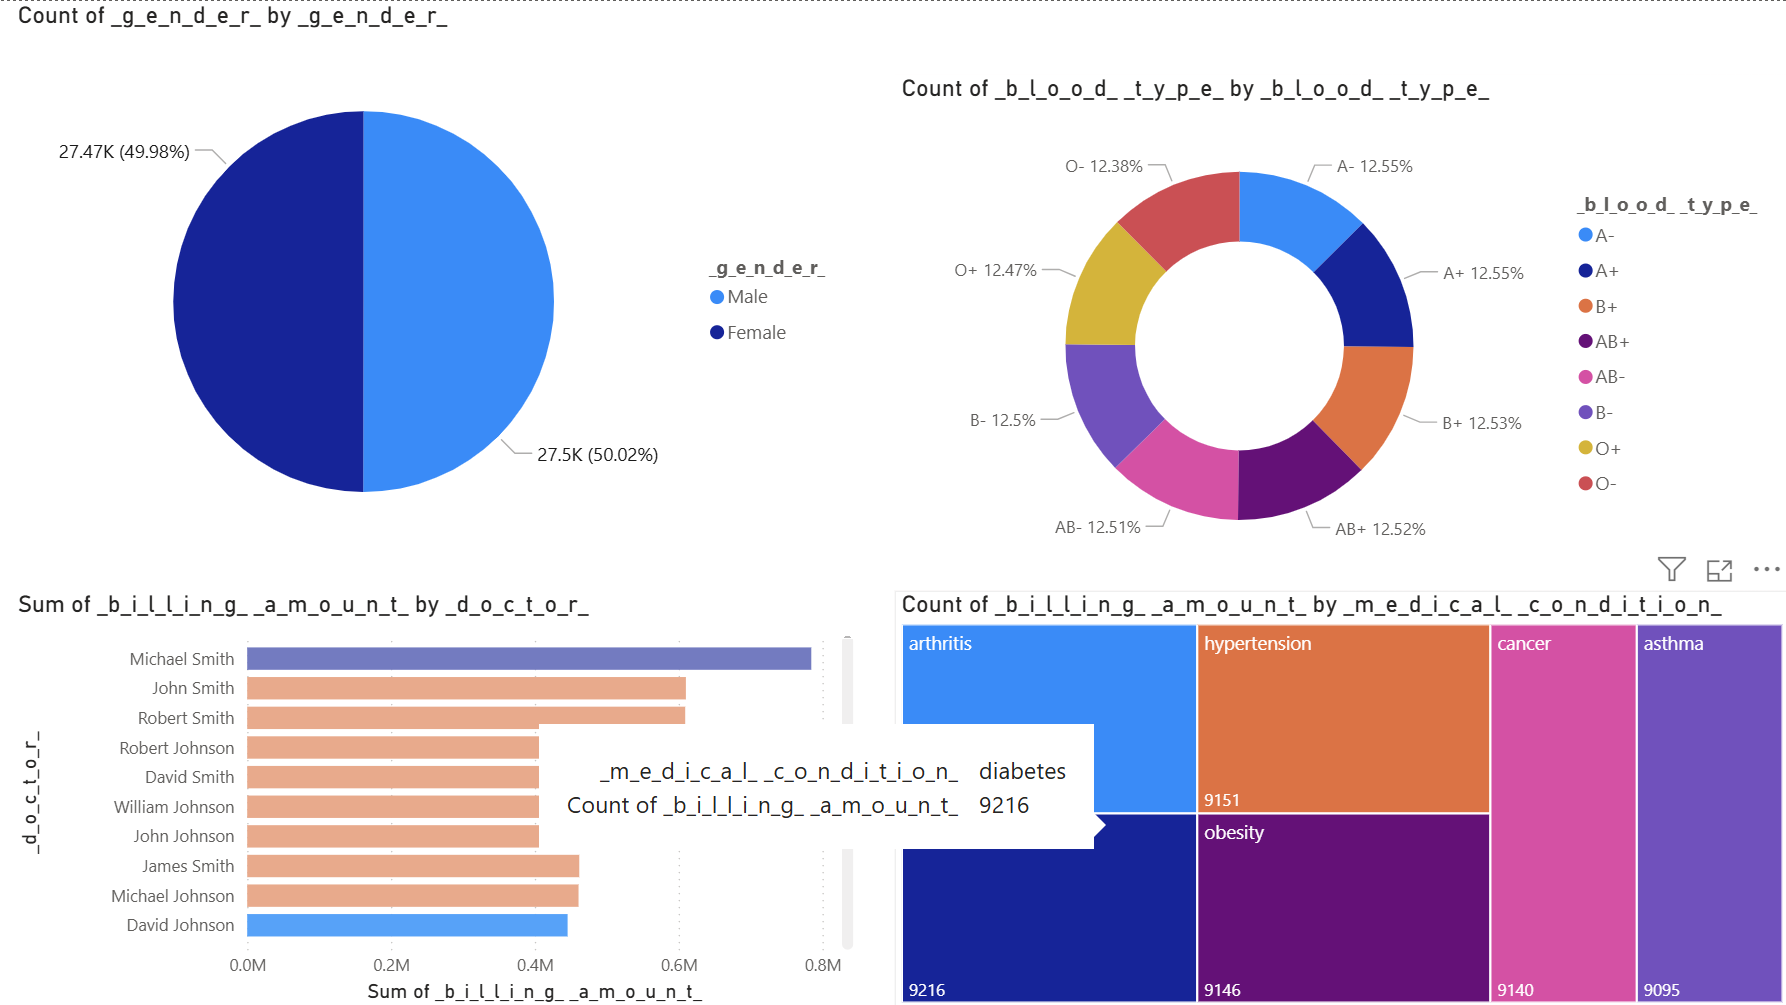 Count of _g_e_n_d_e_r_ by _g_e_n_d_e_r_
27.47K (49.98%)
27.5K (50.02%)
_g_e_n_d_e_r_
Male
Female
Count of _b_l_o_o_d_ _t_y_p_e_ by _b_l_o_o_d_ _t_y_p_e_
O- 12.38%
A- 12.55%
O+ 12.47%
A+ 12.55%
B- 12.5%
B+ 12.53%
AB- 12.51%
AB+ 12.52%
_b_l_o_o_d_ _t_y_p_e_
A-
A+
B+
AB+
AB-
B-
O+
O-
Sum of _b_i_l_l_i_n_g_ _a_m_o_u_n_t_ by _d_o_c_t_o_r_
_d_o_c_t_o_r_
Michael Smith
John Smith
Robert Smith
Robert Johnson
David Smith
William Johnson
John Johnson
James Smith
Michael Johnson
David Johnson
0.0M
0.2M
0.4M
0.6M
0.8M
Sum of _b_i_l_l_i_n_g_ _a_m_o_u_n_t_
Count of _b_i_l_l_i_n_g_ _a_m_o_u_n_t_ by _m_e_d_i_c_a_l_ _c_o_n_d_i_t_i_o_n_
arthritis
hypertension
cancer
asthma
_m_e_d_i_c_a_l_ _c_o_n_d_i_t_i_o_n_ diabetes
Count of _b_i_l_l_i_n_g_ _a_m_o_u_n_t_ 9216
9151
obesity
9216
9146
9140
9095